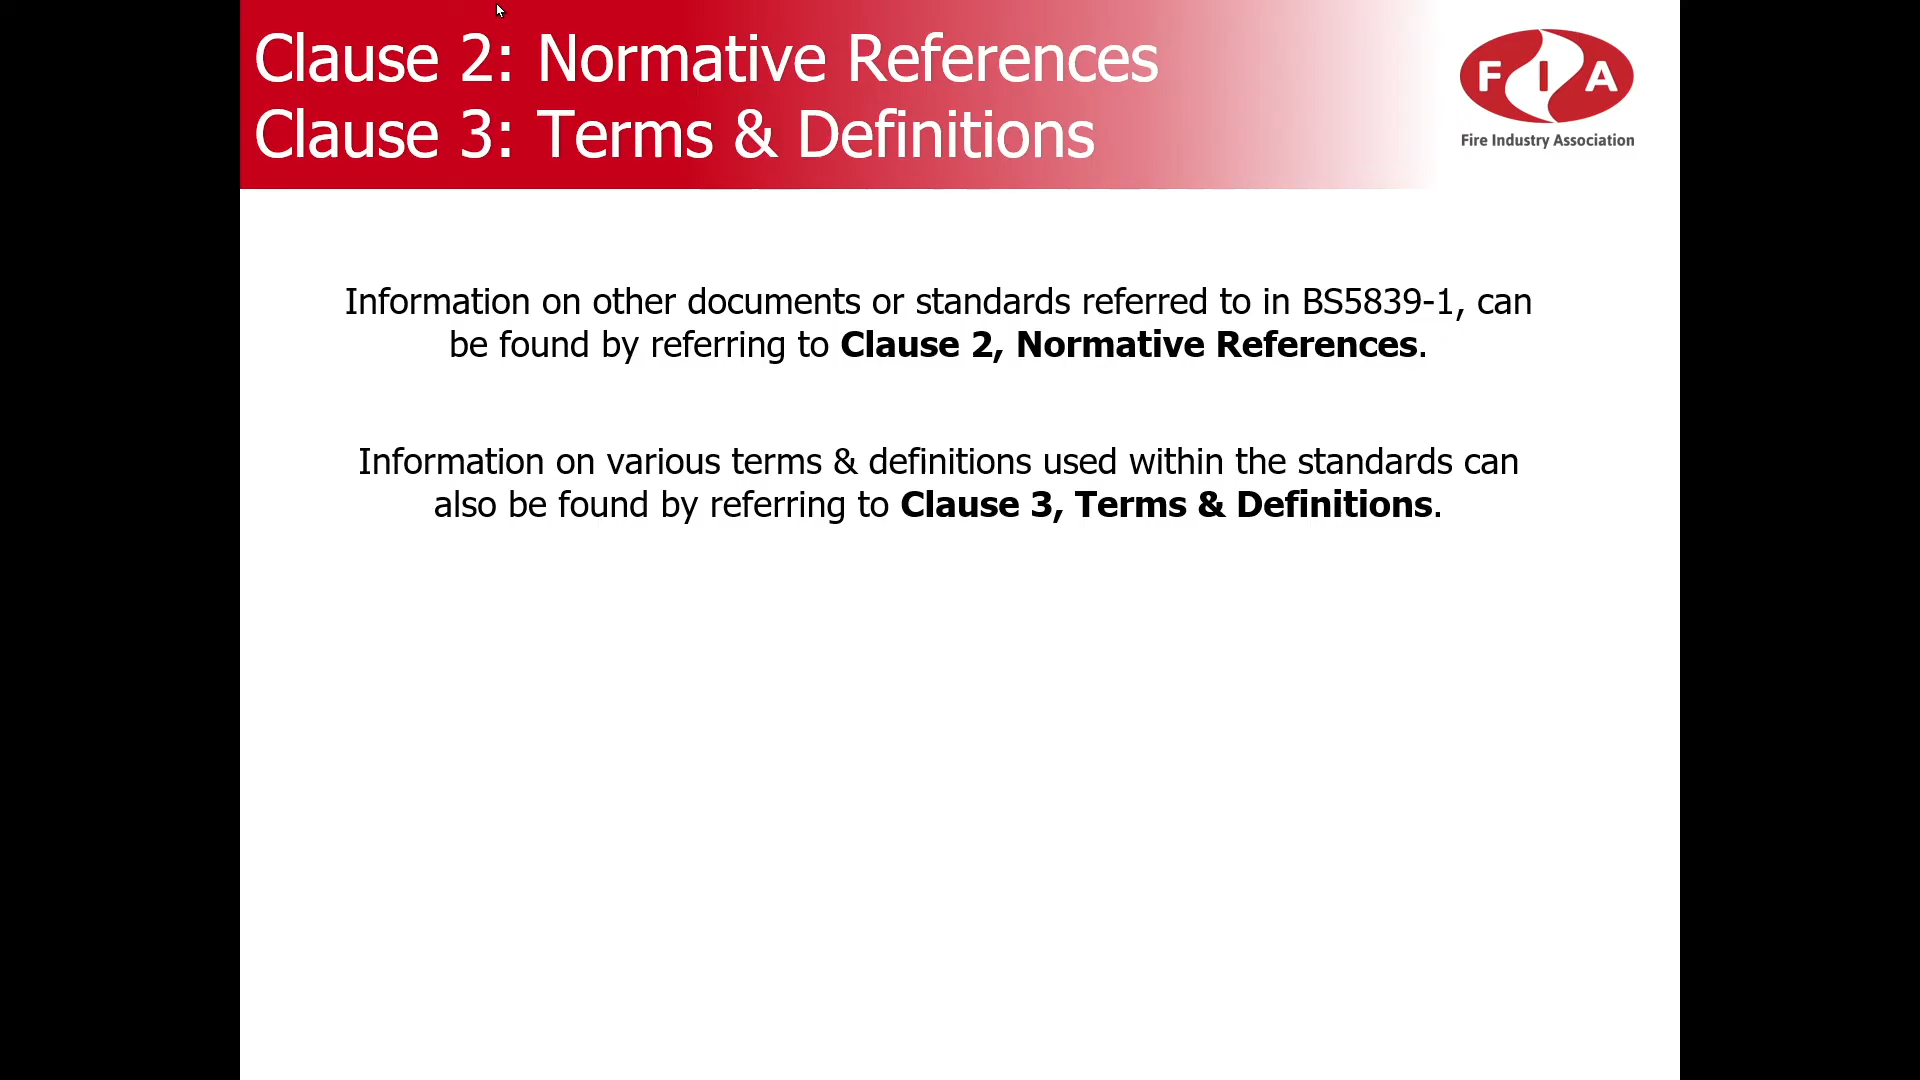 Clause 2: Normative References
Clause 3: Terms & Definitions
F I A
Fire Industry Association
Information on other documents or standards referred to in BS5839-1, can
be found by referring to Clause 2, Normative References.
Information on various terms & definitions used within the standards can
also be found by referring to Clause 3, Terms & Definitions.